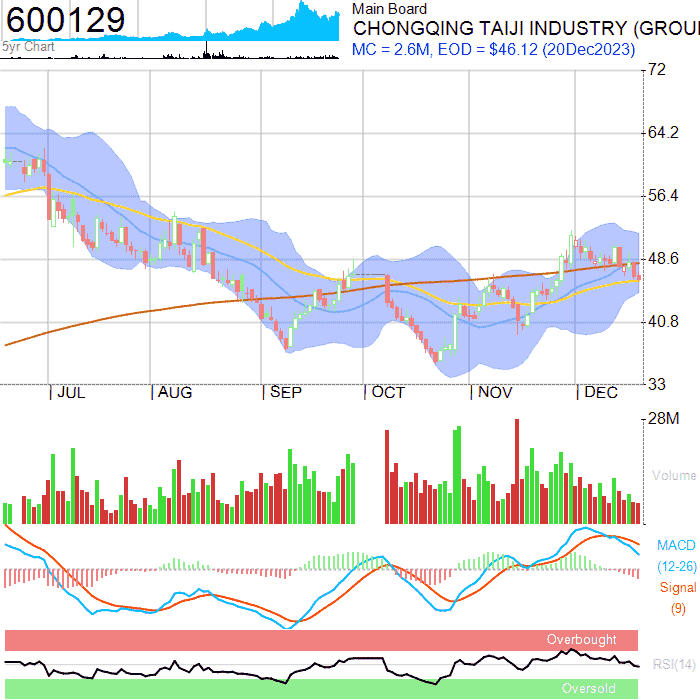 600129
5yr Chart
Main Board
CHONGQING TAIJI INDUSTRY (GROU
MC = 2.6M, EOD = $46.12 (20Dec2023)
72
64.2
56.4
48.6
40.8
33
JUL
AUG
SEP
OCT
NOV
DEC
28M
Volume
MACD
(12-26)
Signal
(9)
Overbought
RSI(14)
Oversold